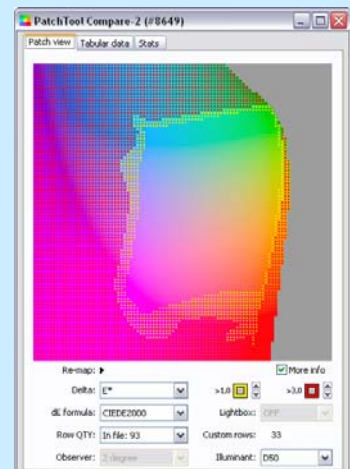 PatchTool Compare-2 (#8649)
Patch view Tabular data Stats
Re-map: More info
Delta: E* >1,0 >3,0
dE formula: CIEDE2000 Lightbox: OFF
Row QTY: In file: 93 Custom rows: 33
Observer: 2 degree Illuminant: D50